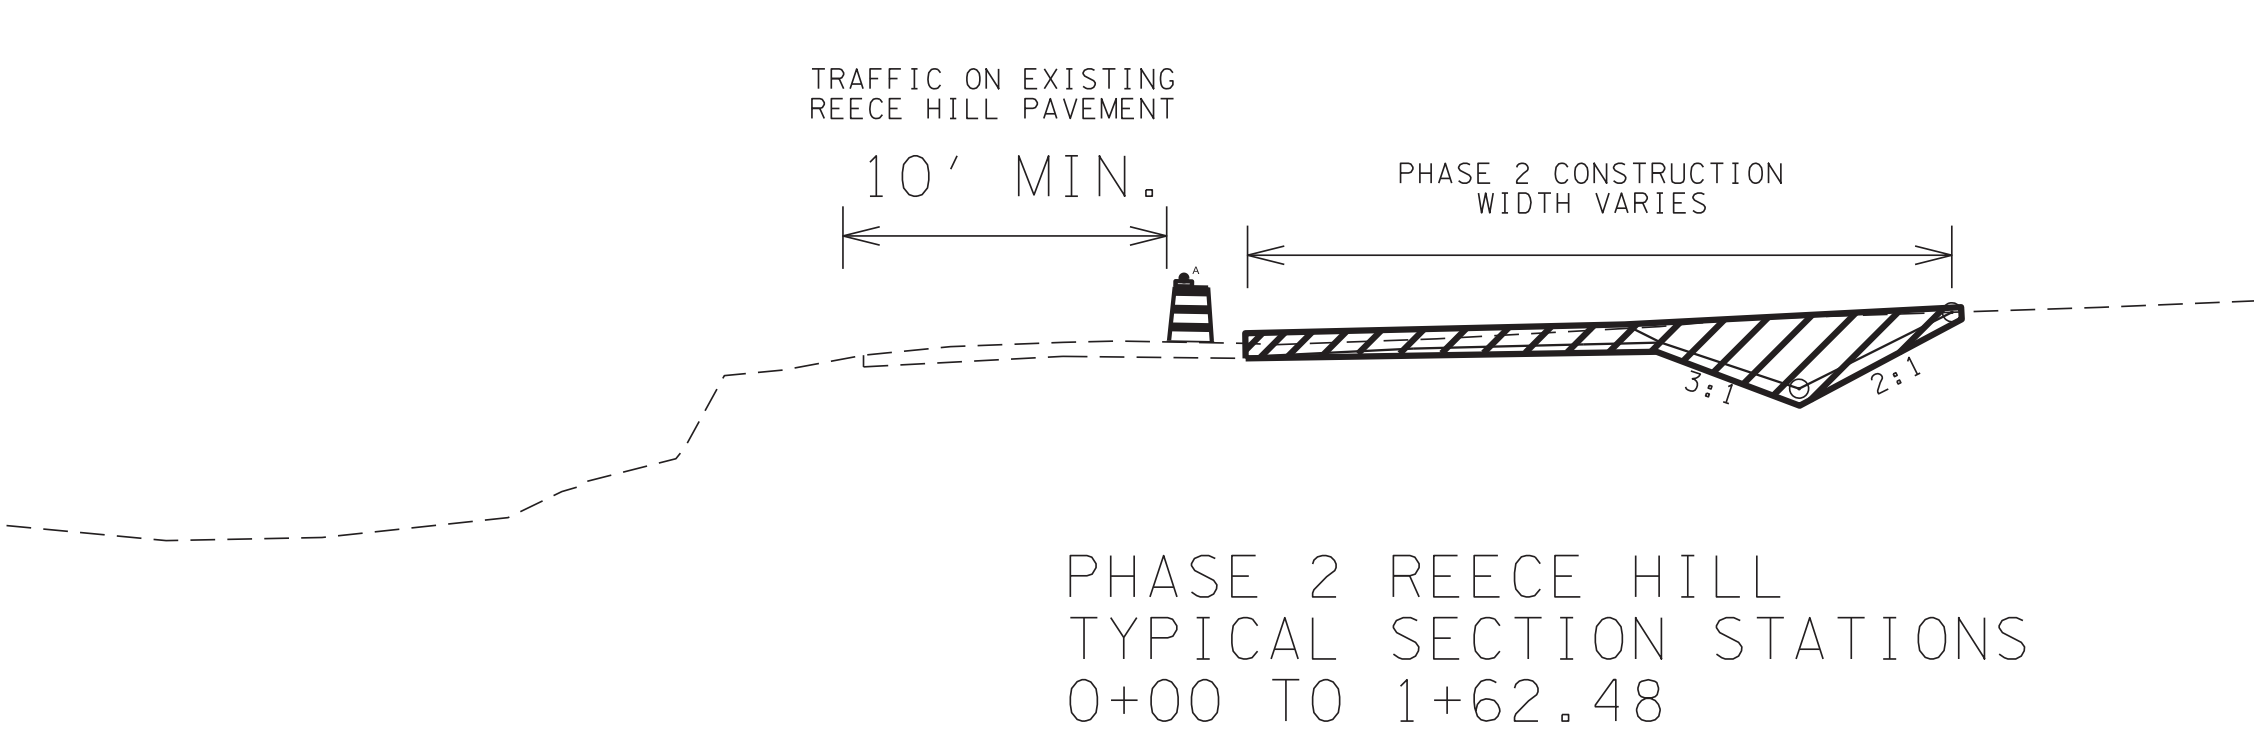 TRAFFIC ON EXISTING
REECE HILL PAVEMENT
10' MIN.
PHASE 2 CONSTRUCTION
WIDTH VARIES
A
3:1
2:1
PHASE 2 REECE HILL
TYPICAL SECTION STATIONS
0+00 TO 1+62.48